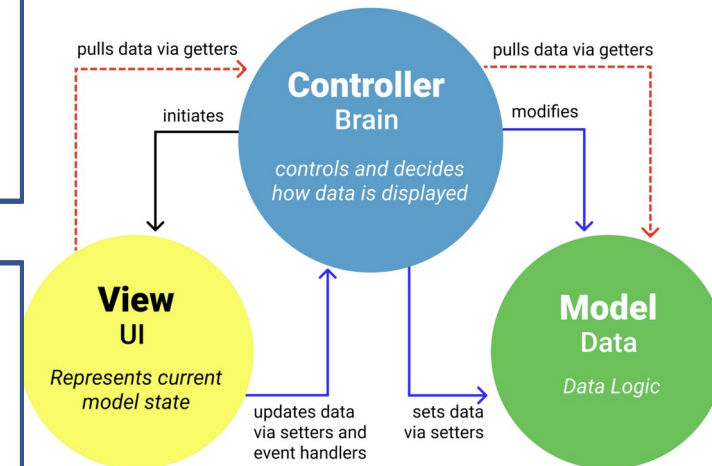 pulls data via getters
pulls data via getters
Controller
Brain
initiates
modifies
controls and decides
how data is displayed
View
UI
Represents current
model state
Model
Data
Data Logic
updates data
via setters and
event handlers
sets data
via setters